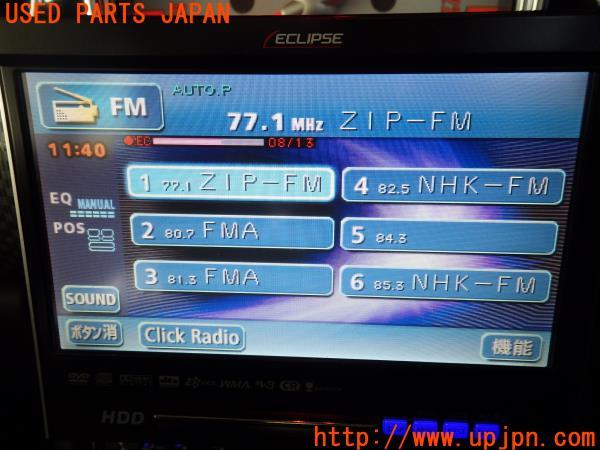 USED PARTS JAPAN
ECLIPSE
FM
AUTO.P
77.1 MHz ZIP-FM
11:40
REC
08/13
EQ MANUAL
POS
1 77.1 ZIP-FM
2 80.7 FMA
3 81.3 FMA
4 82.5 NHK-FM
5 84.3
6 85.3 NHK-FM
SOUND
ボタン消
Click Radio
機能
DVD
WMA
HDD
http://www.upjpn.com